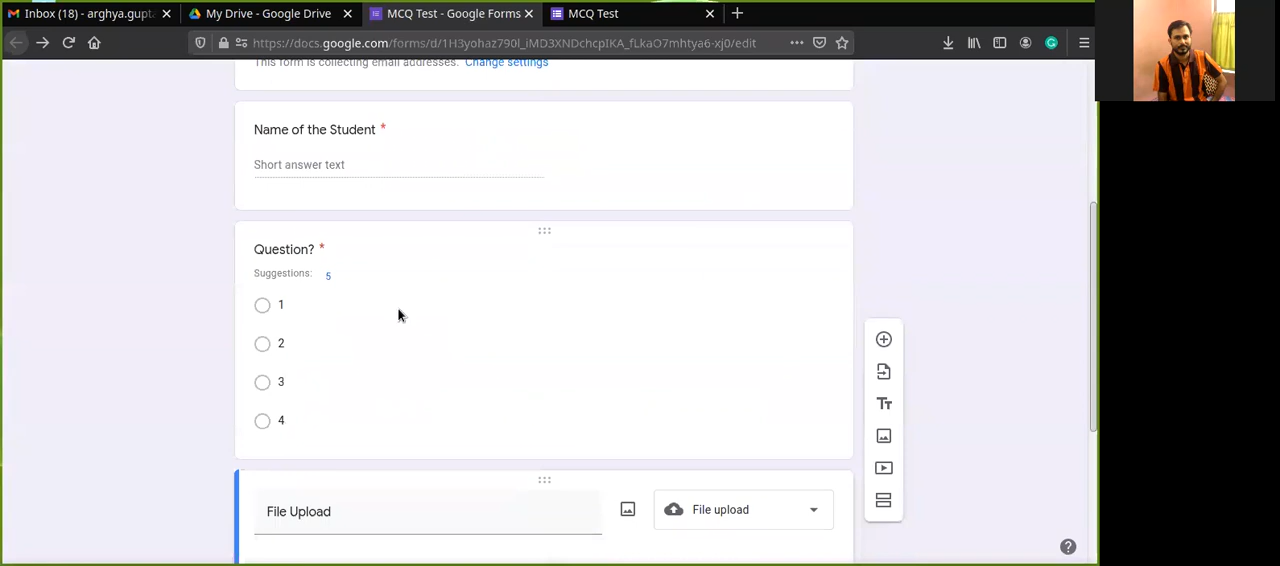 Inbox (18) - arghya.gupt
My Drive - Google Drive
MCQ Test - Google Forms
MCQ Test
https://docs.google.com/forms/d/1H3yohaz790l_iMD3XNDchcpIKA_fLkaO7mhtya6-xj0/edit
This form is collecting email addresses. Change settings
Name of the Student *
Short answer text
Question? *
Suggestions: 5
1
2
3
4
File Upload
File upload